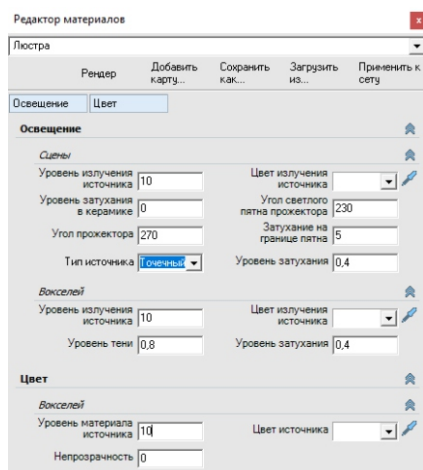 Редактор материалов
x
Люстра
Рендер Добавить карту... Сохранить как... Загрузить из... Применить к сету
Освещение Цвет
Освещение
Сцены
Уровень излучения источника 10 Цвет излучения источника
Уровень затухания в керамике 0 Угол светлого пятна прожектора 230
Угол прожектора 270 Затухание на границе пятна 5
Тип источника Точечный Уровень затухания 0,4
Вокселей
Уровень излучения источника 10 Цвет излучения источника
Уровень тени 0,8 Уровень затухания 0,4
Цвет
Вокселей
Уровень материала источника 10 Цвет источника
Непрозрачность 0